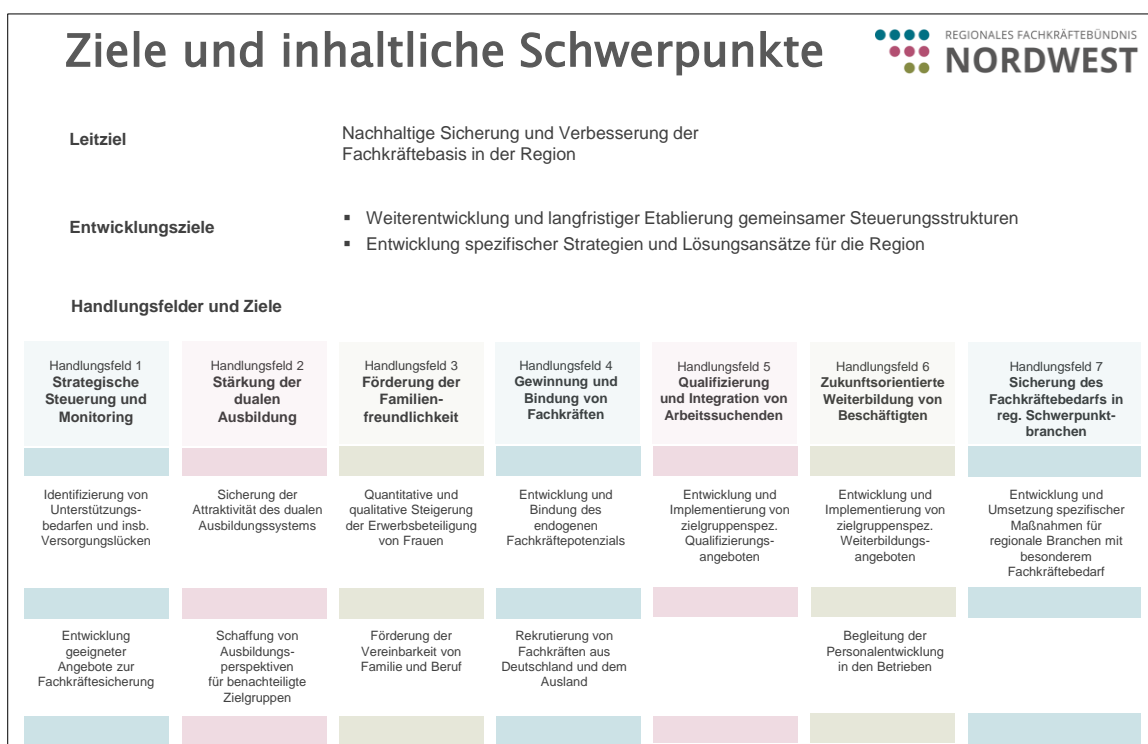 Ziele und inhaltliche Schwerpunkte
REGIONALES FACHKRÄFTEBÜNDNIS
NORDWEST
Leitziel
Nachhaltige Sicherung und Verbesserung der
Fachkräftebasis in der Region
Entwicklungsziele
▪ Weiterentwicklung und langfristiger Etablierung gemeinsamer Steuerungsstrukturen
▪ Entwicklung spezifischer Strategien und Lösungsansätze für die Region
Handlungsfelder und Ziele
Handlungsfeld 1
Strategische
Steuerung und
Monitoring
Handlungsfeld 2
Stärkung der
dualen
Ausbildung
Handlungsfeld 3
Förderung der
Familien-
freundlichkeit
Handlungsfeld 4
Gewinnung und
Bindung von
Fachkräften
Handlungsfeld 5
Qualifizierung
und Integration von
Arbeitssuchenden
Handlungsfeld 6
Zukunftsorientierte
Weiterbildung von
Beschäftigten
Handlungsfeld 7
Sicherung des
Fachkräftebedarfs in
reg. Schwerpunkt-
branchen
Identifizierung von
Unterstützungs-
bedarfen und insb.
Versorgungslücken
Sicherung der
Attraktivität des dualen
Ausbildungssystems
Quantitative und
qualitative Steigerung
der Erwerbsbeteiligung
von Frauen
Entwicklung und
Bindung des
endogenen
Fachkräftepotenzials
Entwicklung und
Implementierung von
zielgruppenspez.
Qualifizierungs-
angeboten
Entwicklung und
Implementierung von
zielgruppenspez.
Weiterbildungs-
angeboten
Entwicklung und
Umsetzung spezifischer
Maßnahmen für
regionale Branchen mit
besonderem
Fachkräftebedarf
Entwicklung
geeigneter
Angebote zur
Fachkräftesicherung
Schaffung von
Ausbildungs-
perspektiven
für benachteiligte
Zielgruppen
Förderung der
Vereinbarkeit von
Familie und Beruf
Rekrutierung von
Fachkräften aus
Deutschland und dem
Ausland
Begleitung der
Personalentwicklung
in den Betrieben